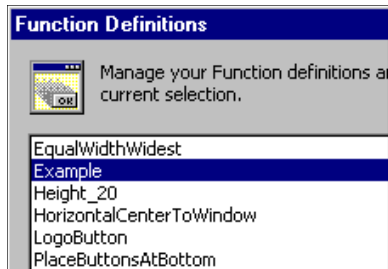 Function Definitions
Manage your Function definitions a
current selection.
OK
EqualWidthWidest
Example
Height_20
HorizontalCenterToWindow
LogoButton
PlaceButtonsAtBottom